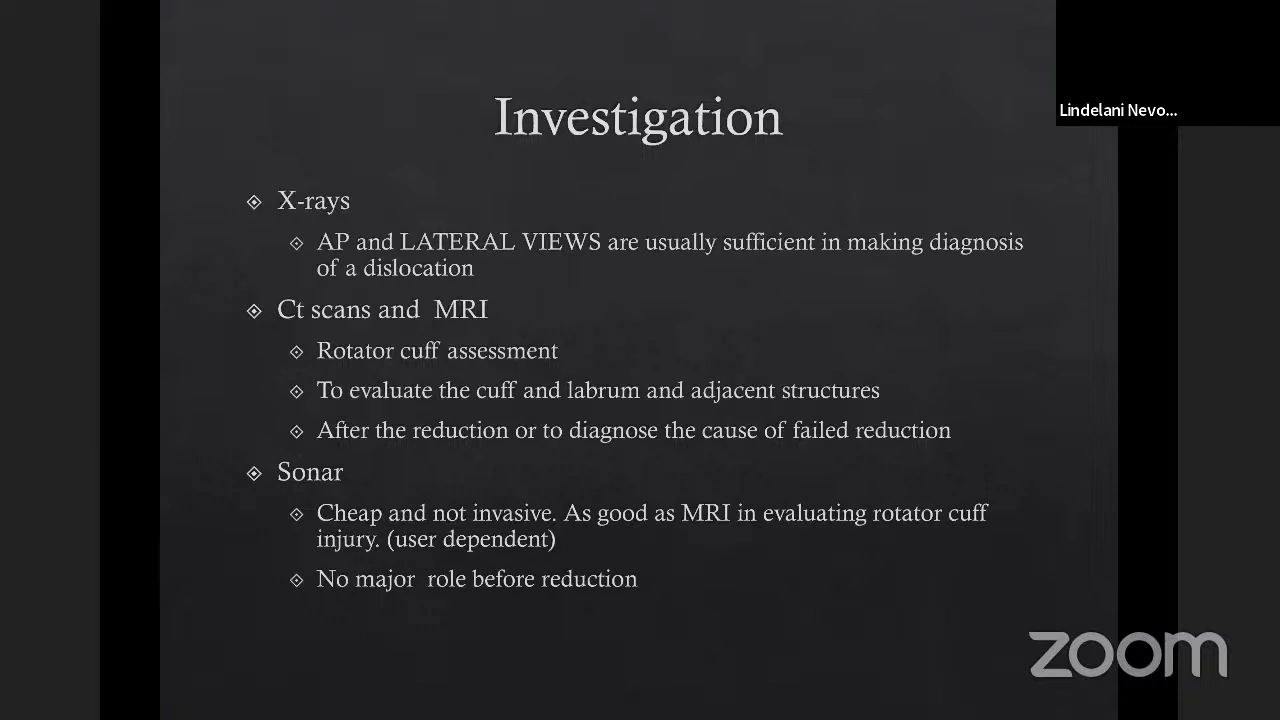 Investigation
Lindelani Nevo...
X-rays
AP and LATERAL VIEWS are usually sufficient in making diagnosis
of a dislocation
Ct scans and MRI
Rotator cuff assessment
To evaluate the cuff and labrum and adjacent structures
After the reduction or to diagnose the cause of failed reduction
Sonar
Cheap and not invasive. As good as MRI in evaluating rotator cuff
injury. (user dependent)
No major role before reduction
zoom